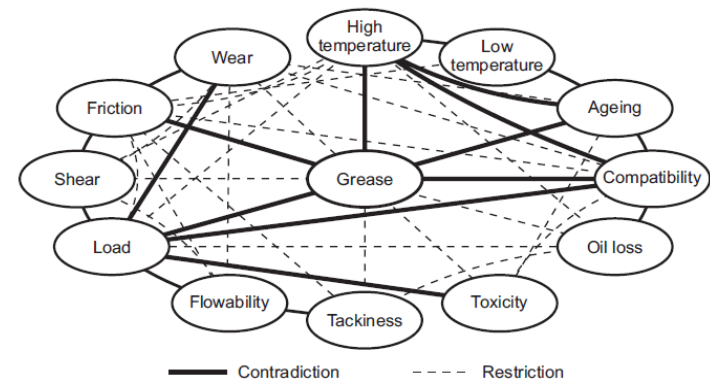 High
temperature
Low
temperature
Wear
Friction
Ageing
Shear
Grease
Compatibility
Load
Oil loss
Flowability
Tackiness
Toxicity
Contradiction
Restriction